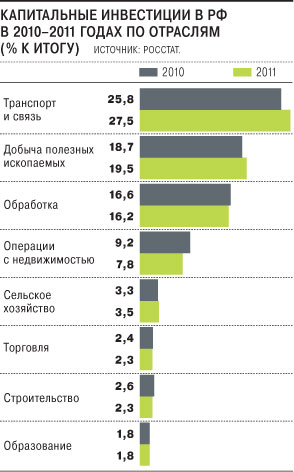 КАПИТАЛЬНЫЕ ИНВЕСТИЦИИ В РФ
В 2010–2011 ГОДАХ ПО ОТРАСЛЯМ
(% К ИТОГУ) ИСТОЧНИК: РОССТАТ.
2010 2011
Транспорт
и связь
25,8
27,5
Добыча полезных
ископаемых
18,7
19,5
Обработка
16,6
16,2
Операции
с недвижимостью
9,2
7,8
Сельское
хозяйство
3,3
3,5
Торговля
2,4
2,3
Строительство
2,6
2,3
Образование
1,8
1,8